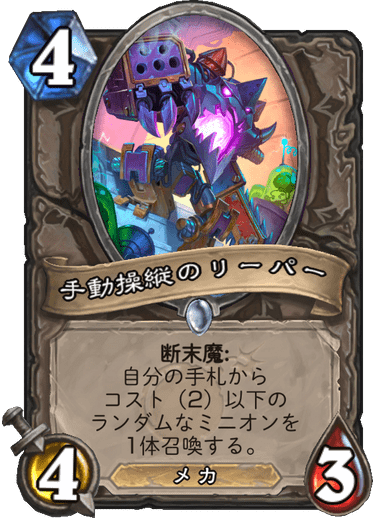 4
手動操縦のリーパー
断末魔:
自分の手札から
コスト（2）以下の
ランダムなミニオンを
1体召喚する。
メカ
4
3